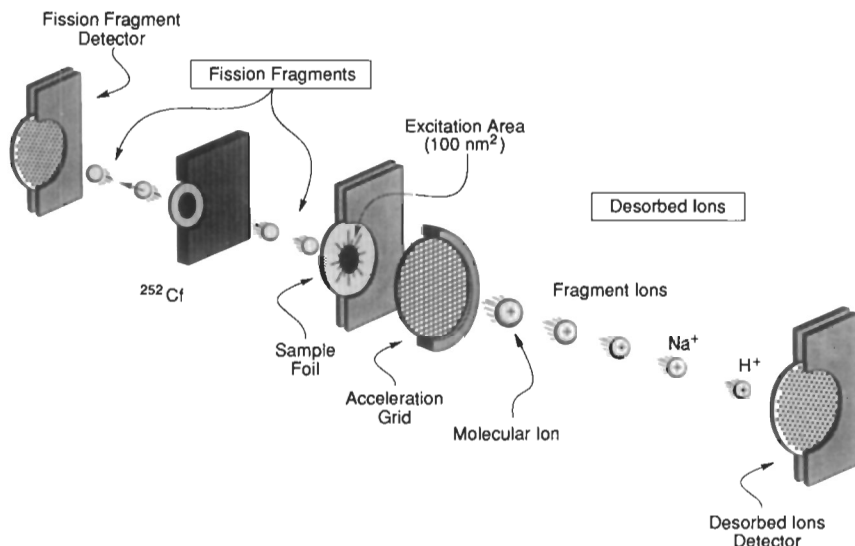 Fission Fragment
Detector
Fission Fragments
Excitation Area
(100 nm²)
Desorbed Ions
²⁵²Cf
Fragment Ions
Na⁺
H⁺
Sample
Foil
Acceleration
Grid
Molecular Ion
Desorbed Ions
Detector